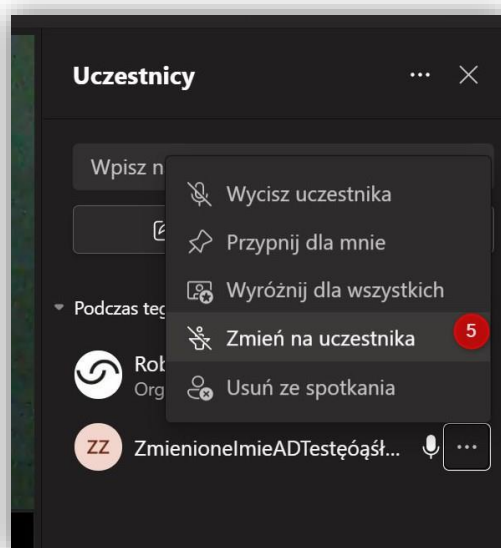 Uczestnicy ...
Wpisz n
Wycisz uczestnika
Przypnij dla mnie
Wyróżnij dla wszystkich
Zmień na uczestnika 5
Usuń ze spotkania
Podczas teg
Rob
Org
ZZ ZmienioneImieADTestęóąśł... ...